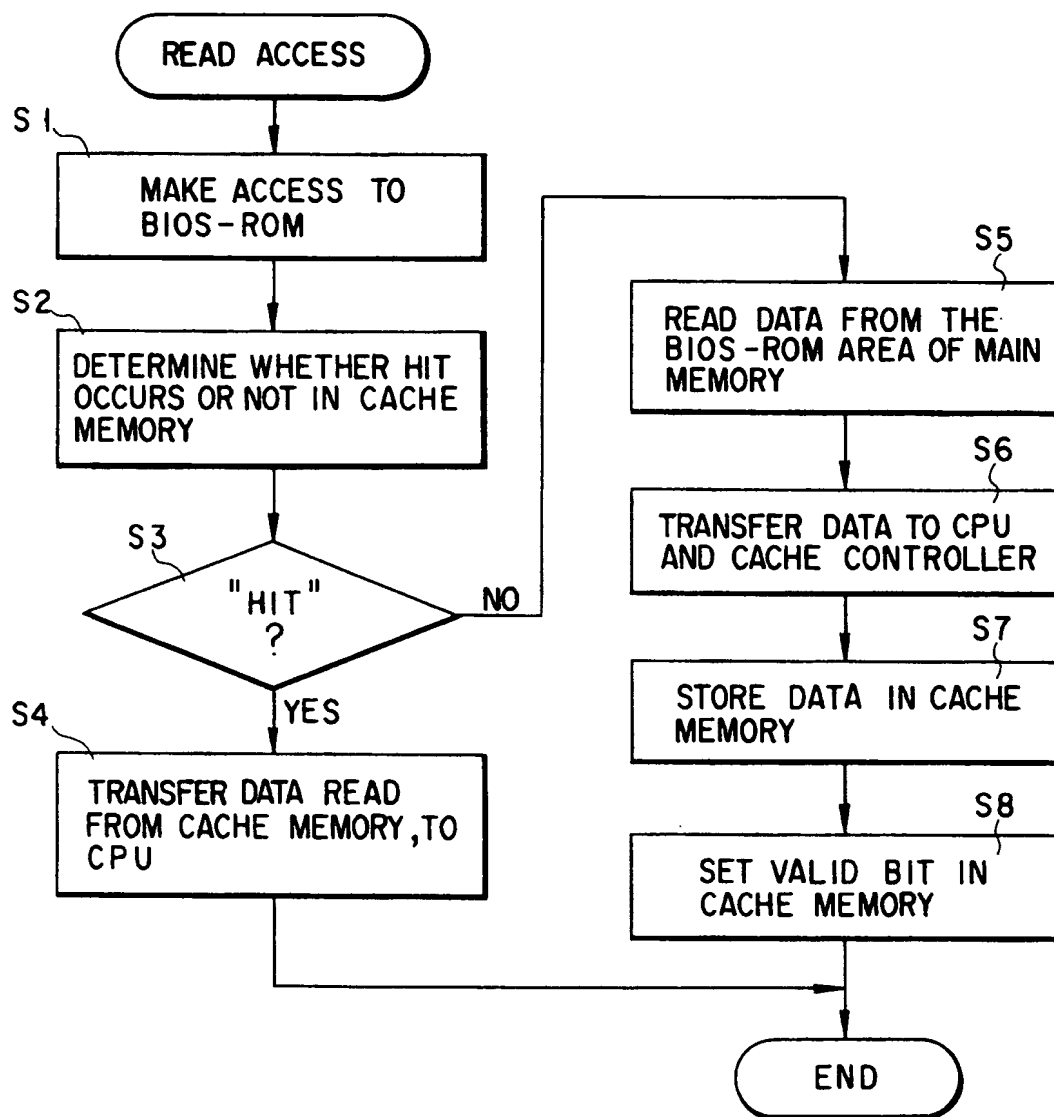 READ ACCESS
S1
MAKE ACCESS TO
BIOS-ROM
S2
DETERMINE WHETHER HIT
OCCURS OR NOT IN CACHE
MEMORY
S3
"HIT"
?
NO
YES
S4
TRANSFER DATA READ
FROM CACHE MEMORY, TO
CPU
S5
READ DATA FROM THE
BIOS-ROM AREA OF MAIN
MEMORY
S6
TRANSFER DATA TO CPU
AND CACHE CONTROLLER
S7
STORE DATA IN CACHE
MEMORY
S8
SET VALID BIT IN
CACHE MEMORY
END